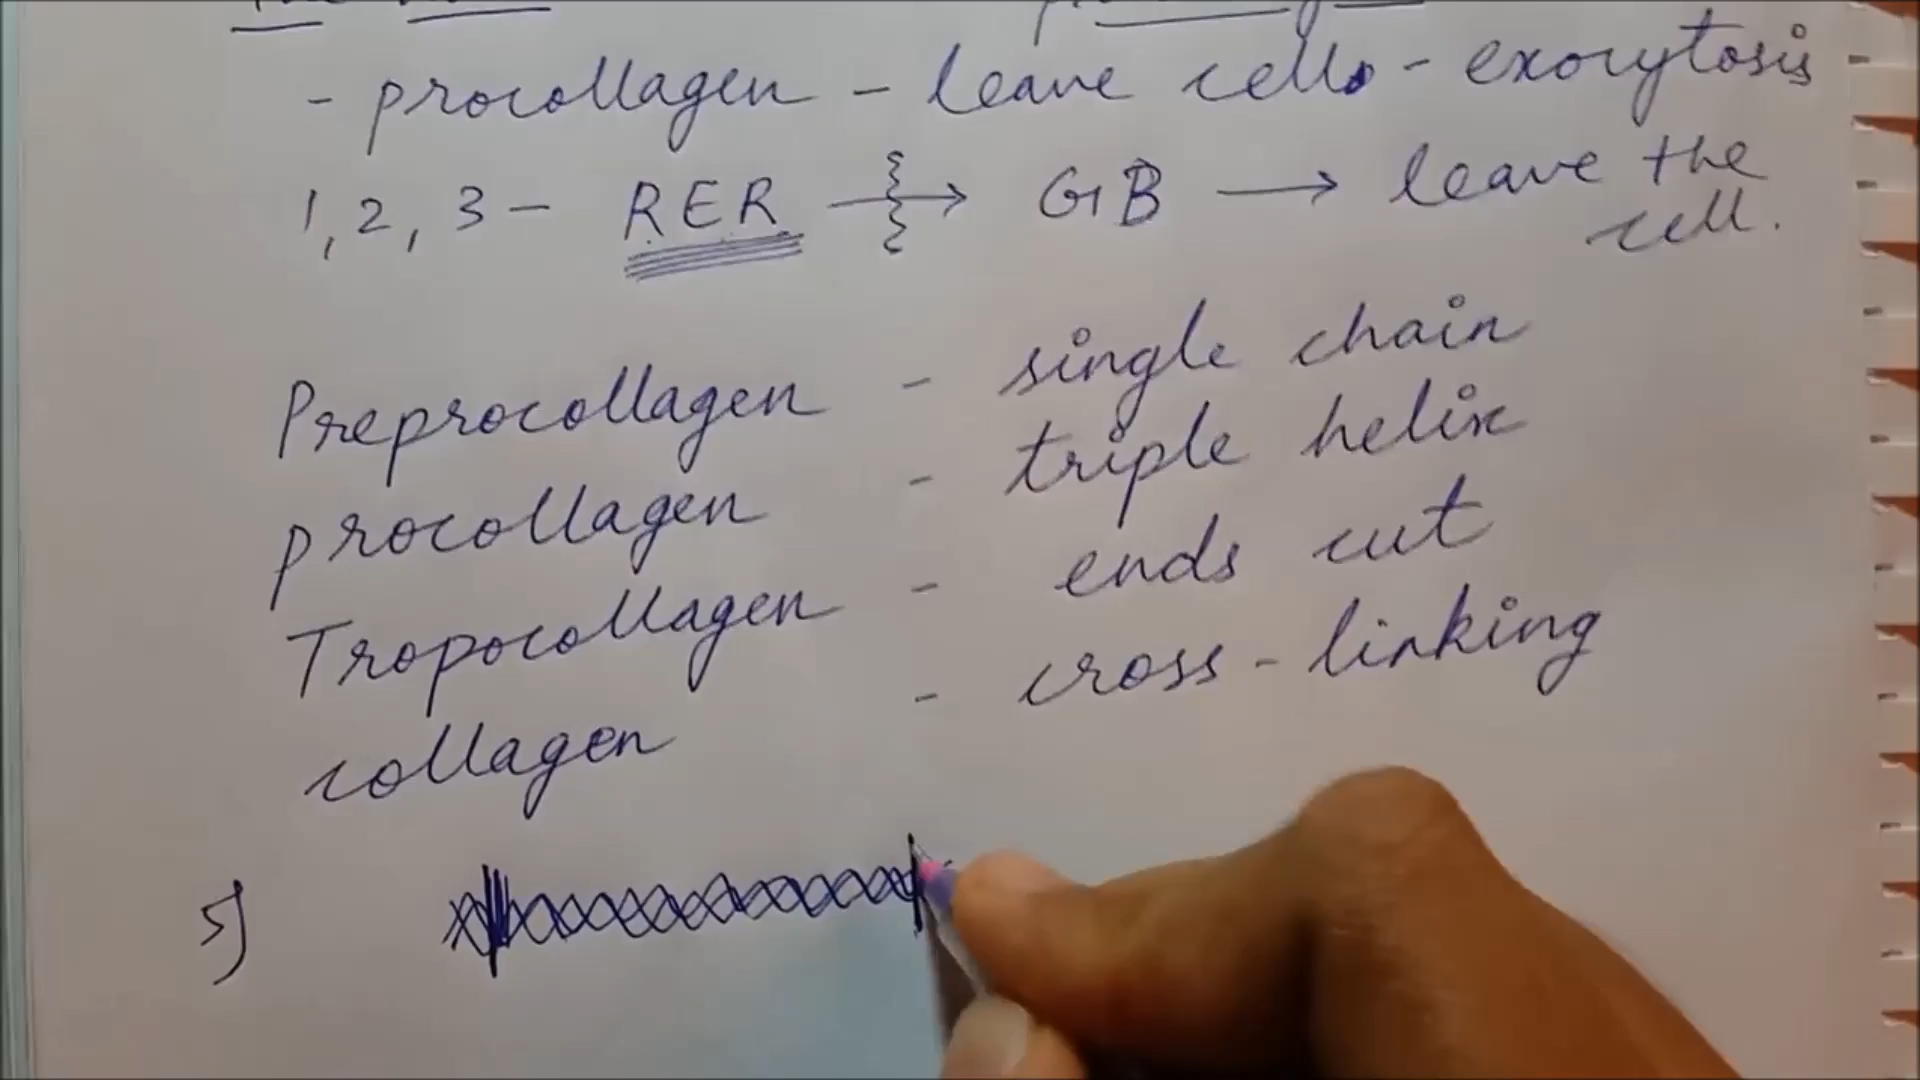 - procollagen - leave cell - exocytosis
1, 2, 3 - RER → GB → leave the
cell.
Preprocollagen - single chain
procollagen - triple helix
Tropocollagen - ends cut
collagen - cross-linking
5)